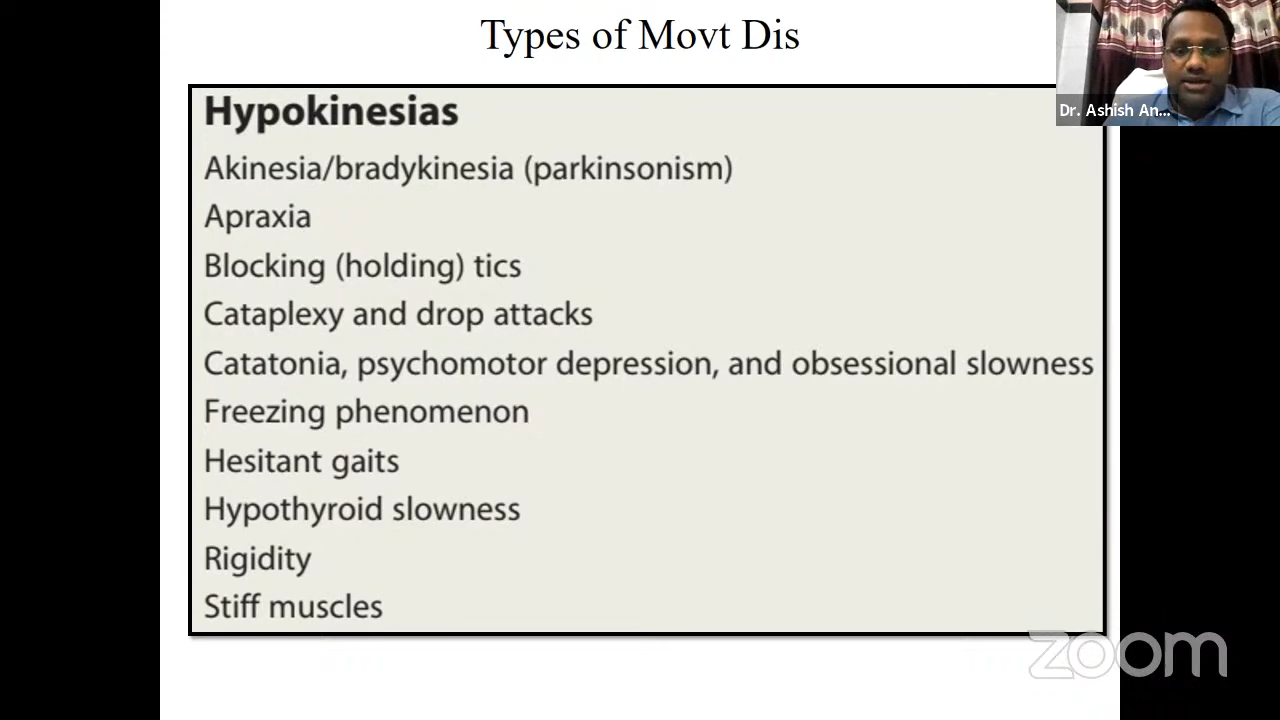 Types of Movt Dis
Dr. Ashish An...
Hypokinesias
Akinesia/bradykinesia (parkinsonism)
Apraxia
Blocking (holding) tics
Cataplexy and drop attacks
Catatonia, psychomotor depression, and obsessional slowness
Freezing phenomenon
Hesitant gaits
Hypothyroid slowness
Rigidity
Stiff muscles
zoom